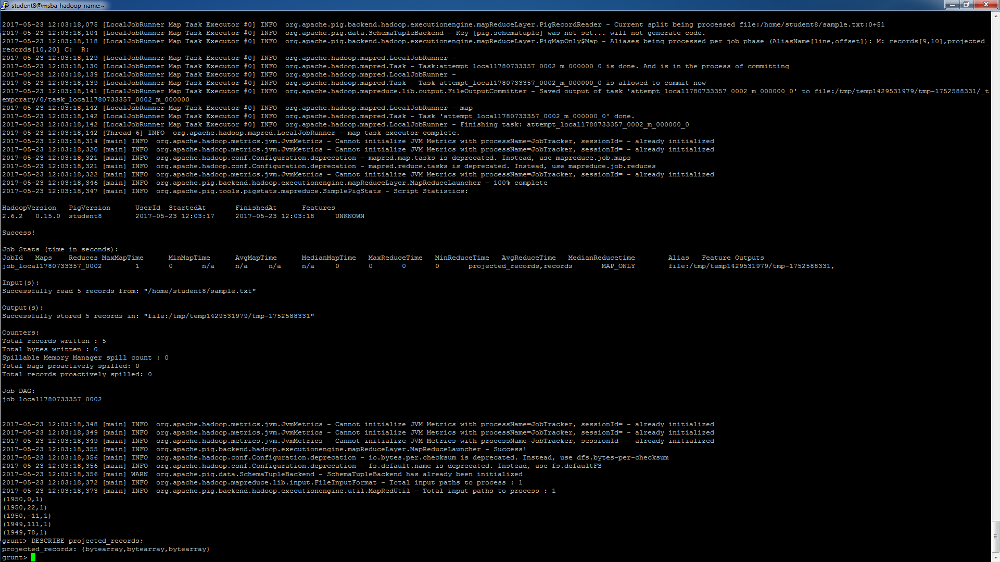 student8@msba-hadoop-name:~
2017-05-23 12:03:18,075 [LocalJobRunner Map Task Executor #0] INFO  org.apache.pig.backend.hadoop.executionengine.mapReduceLayer.PigRecordReader - Current split being processed file:/home/student8/sample.txt:0+51
2017-05-23 12:03:18,104 [LocalJobRunner Map Task Executor #0] INFO  org.apache.pig.data.SchemaTupleBackend - Key [pig.schematuple] was not set... will not generate code.
2017-05-23 12:03:18,118 [LocalJobRunner Map Task Executor #0] INFO  org.apache.pig.backend.hadoop.executionengine.mapReduceLayer.PigMapOnly$Map - Aliases being processed per job phase (AliasName[line,offset]): M: records[9,10],projected_
records[10,20] C:  R:
2017-05-23 12:03:18,129 [LocalJobRunner Map Task Executor #0] INFO  org.apache.hadoop.mapred.LocalJobRunner -
2017-05-23 12:03:18,130 [LocalJobRunner Map Task Executor #0] INFO  org.apache.hadoop.mapred.Task - Task:attempt_local1780733357_0002_m_000000_0 is done. And is in the process of committing
2017-05-23 12:03:18,139 [LocalJobRunner Map Task Executor #0] INFO  org.apache.hadoop.mapred.LocalJobRunner -
2017-05-23 12:03:18,139 [LocalJobRunner Map Task Executor #0] INFO  org.apache.hadoop.mapred.Task - Task attempt_local1780733357_0002_m_000000_0 is allowed to commit now
2017-05-23 12:03:18,141 [LocalJobRunner Map Task Executor #0] INFO  org.apache.hadoop.mapreduce.lib.output.FileOutputCommitter - Saved output of task 'attempt_local1780733357_0002_m_000000_0' to file:/tmp/temp1429531979/tmp-1752588331/_t
emporary/0/task_local1780733357_0002_m_000000
2017-05-23 12:03:18,142 [LocalJobRunner Map Task Executor #0] INFO  org.apache.hadoop.mapred.LocalJobRunner - map
2017-05-23 12:03:18,142 [LocalJobRunner Map Task Executor #0] INFO  org.apache.hadoop.mapred.Task - Task 'attempt_local1780733357_0002_m_000000_0' done.
2017-05-23 12:03:18,142 [LocalJobRunner Map Task Executor #0] INFO  org.apache.hadoop.mapred.LocalJobRunner - Finishing task: attempt_local1780733357_0002_m_000000_0
2017-05-23 12:03:18,142 [Thread-6] INFO  org.apache.hadoop.mapred.LocalJobRunner - map task executor complete.
2017-05-23 12:03:18,314 [main] INFO  org.apache.hadoop.metrics.jvm.JvmMetrics - Cannot initialize JVM Metrics with processName=JobTracker, sessionId= - already initialized
2017-05-23 12:03:18,320 [main] INFO  org.apache.hadoop.metrics.jvm.JvmMetrics - Cannot initialize JVM Metrics with processName=JobTracker, sessionId= - already initialized
2017-05-23 12:03:18,321 [main] INFO  org.apache.hadoop.conf.Configuration.deprecation - mapred.map.tasks is deprecated. Instead, use mapreduce.job.maps
2017-05-23 12:03:18,321 [main] INFO  org.apache.hadoop.conf.Configuration.deprecation - mapred.reduce.tasks is deprecated. Instead, use mapreduce.job.reduces
2017-05-23 12:03:18,322 [main] INFO  org.apache.hadoop.metrics.jvm.JvmMetrics - Cannot initialize JVM Metrics with processName=JobTracker, sessionId= - already initialized
2017-05-23 12:03:18,346 [main] INFO  org.apache.pig.backend.hadoop.executionengine.mapReduceLayer.MapReduceLauncher - 100% complete
2017-05-23 12:03:18,347 [main] INFO  org.apache.pig.tools.pigstats.mapreduce.SimplePigStats - Script Statistics:
HadoopVersion   PigVersion      UserId  StartedAt       FinishedAt      Features
2.6.2   0.15.0  student8        2017-05-23 12:03:17     2017-05-23 12:03:18     UNKNOWN
Success!
Job Stats (time in seconds):
JobId   Maps    Reduces MaxMapTime      MinMapTime      AvgMapTime      MedianMapTime   MaxReduceTime   MinReduceTime   AvgReduceTime   MedianReducetime        Alias   Feature Outputs
job_local1780733357_0002        1       0       n/a     n/a     n/a     n/a     0       0       0       0       projected_records,records       MAP_ONLY        file:/tmp/temp1429531979/tmp-1752588331,
Input(s):
Successfully read 5 records from: "/home/student8/sample.txt"
Output(s):
Successfully stored 5 records in: "file:/tmp/temp1429531979/tmp-1752588331"
Counters:
Total records written : 5
Total bytes written : 0
Spillable Memory Manager spill count : 0
Total bags proactively spilled: 0
Total records proactively spilled: 0
Job DAG:
job_local1780733357_0002
2017-05-23 12:03:18,348 [main] INFO  org.apache.hadoop.metrics.jvm.JvmMetrics - Cannot initialize JVM Metrics with processName=JobTracker, sessionId= - already initialized
2017-05-23 12:03:18,349 [main] INFO  org.apache.hadoop.metrics.jvm.JvmMetrics - Cannot initialize JVM Metrics with processName=JobTracker, sessionId= - already initialized
2017-05-23 12:03:18,349 [main] INFO  org.apache.hadoop.metrics.jvm.JvmMetrics - Cannot initialize JVM Metrics with processName=JobTracker, sessionId= - already initialized
2017-05-23 12:03:18,355 [main] INFO  org.apache.pig.backend.hadoop.executionengine.mapReduceLayer.MapReduceLauncher - Success!
2017-05-23 12:03:18,356 [main] INFO  org.apache.hadoop.conf.Configuration.deprecation - io.bytes.per.checksum is deprecated. Instead, use dfs.bytes-per-checksum
2017-05-23 12:03:18,356 [main] INFO  org.apache.hadoop.conf.Configuration.deprecation - fs.default.name is deprecated. Instead, use fs.defaultFS
2017-05-23 12:03:18,356 [main] WARN  org.apache.pig.data.SchemaTupleBackend - SchemaTupleBackend has already been initialized
2017-05-23 12:03:18,372 [main] INFO  org.apache.hadoop.mapreduce.lib.input.FileInputFormat - Total input paths to process : 1
2017-05-23 12:03:18,373 [main] INFO  org.apache.pig.backend.hadoop.executionengine.util.MapRedUtil - Total input paths to process : 1
(1950,0,1)
(1950,22,1)
(1950,-11,1)
(1949,111,1)
(1949,78,1)
grunt> DESCRIBE projected_records;
projected_records: {bytearray,bytearray,bytearray}
grunt>